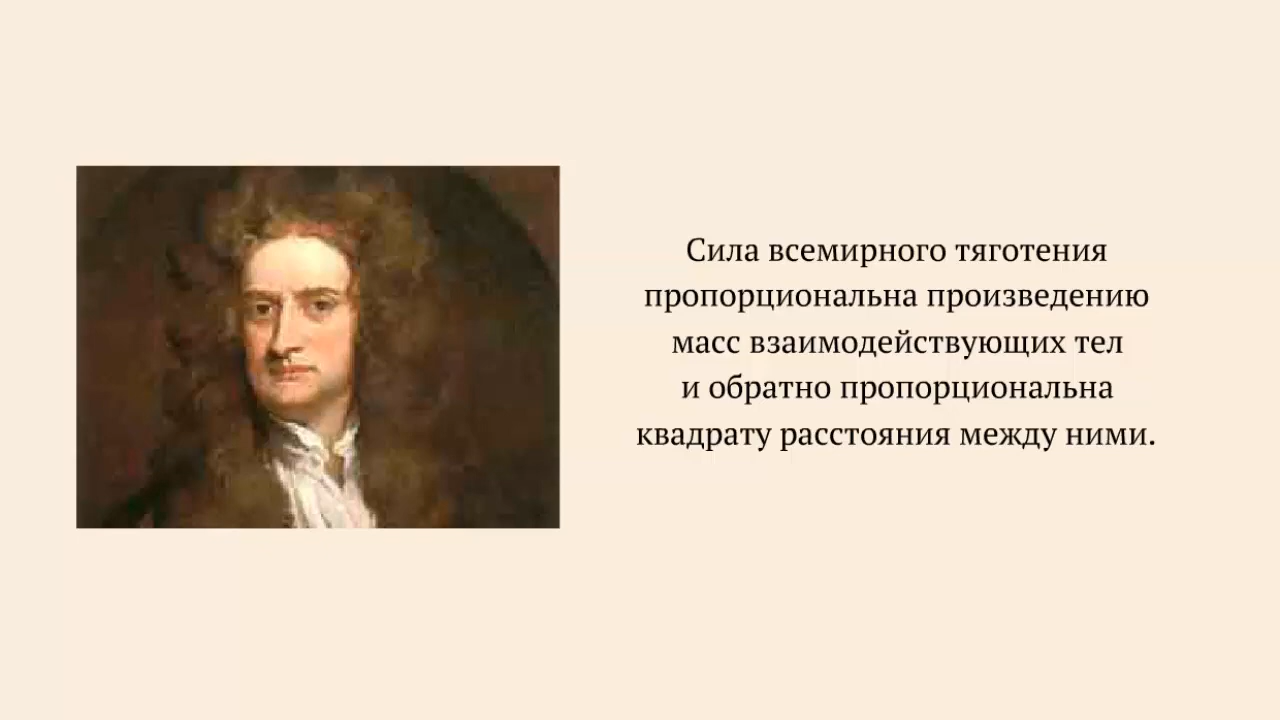 Сила всемирного тяготения
пропорциональна произведению
масс взаимодействующих тел
и обратно пропорциональна
квадрату расстояния между ними.